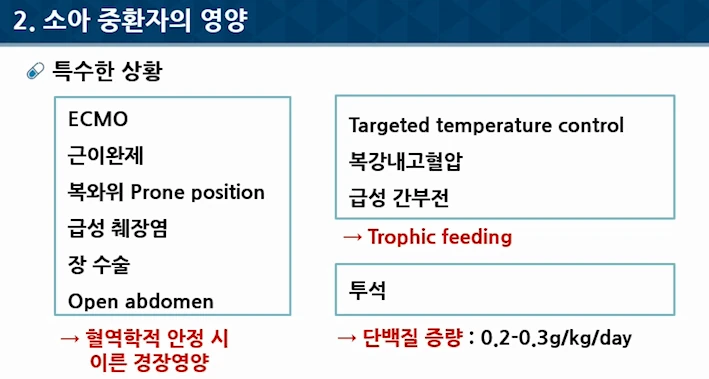 2. 소아 중환자의 영양
특수한 상황
ECMO
근이완제
복와위 Prone position
급성 췌장염
장 수술
Open abdomen
→ 혈역학적 안정 시
이른 경장영양
Targeted temperature control
복강내고혈압
급성 간부전
→ Trophic feeding
투석
→ 단백질 증량 : 0.2-0.3g/kg/day